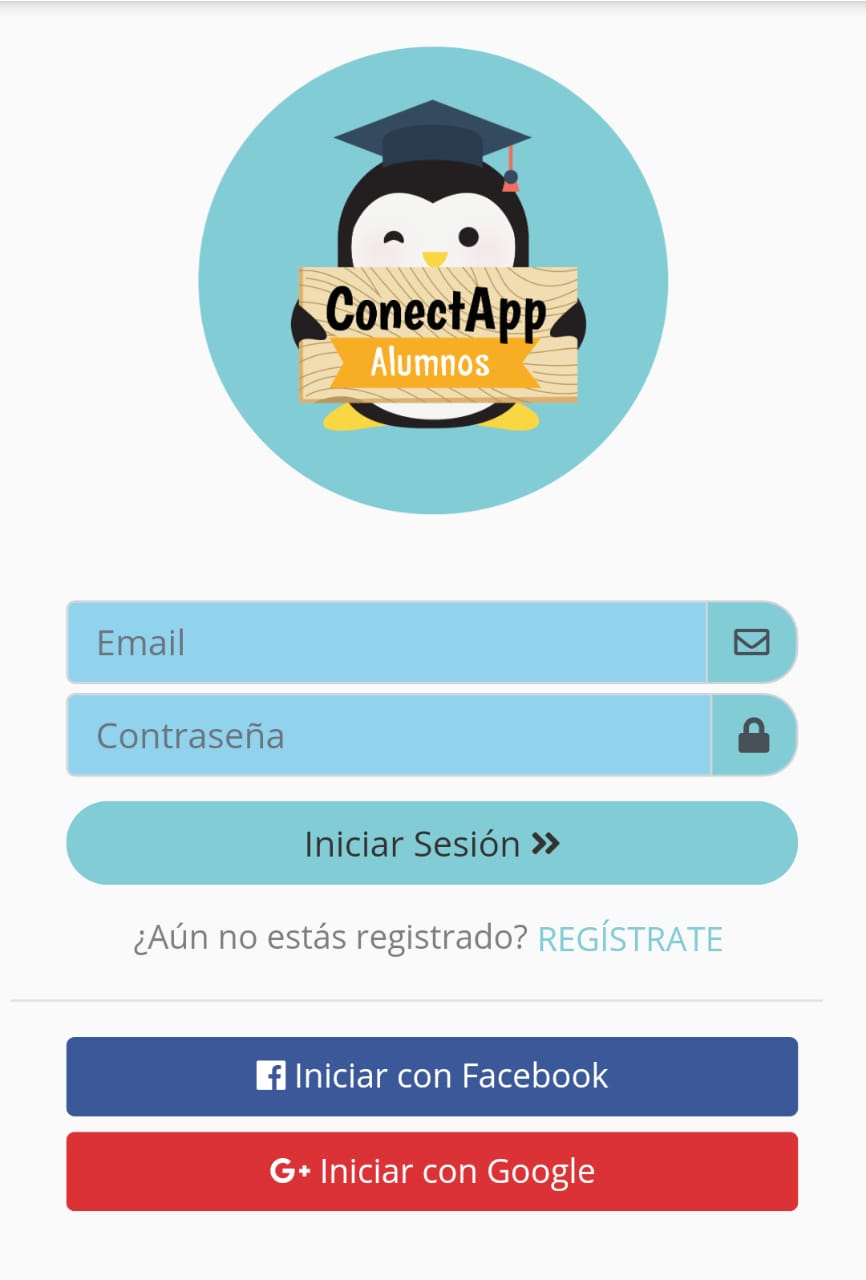 ConectApp
Alumnos
Email
Contraseña
Iniciar Sesión »
¿Aún no estás registrado? REGÍSTRATE
Iniciar con Facebook
G+ Iniciar con Google